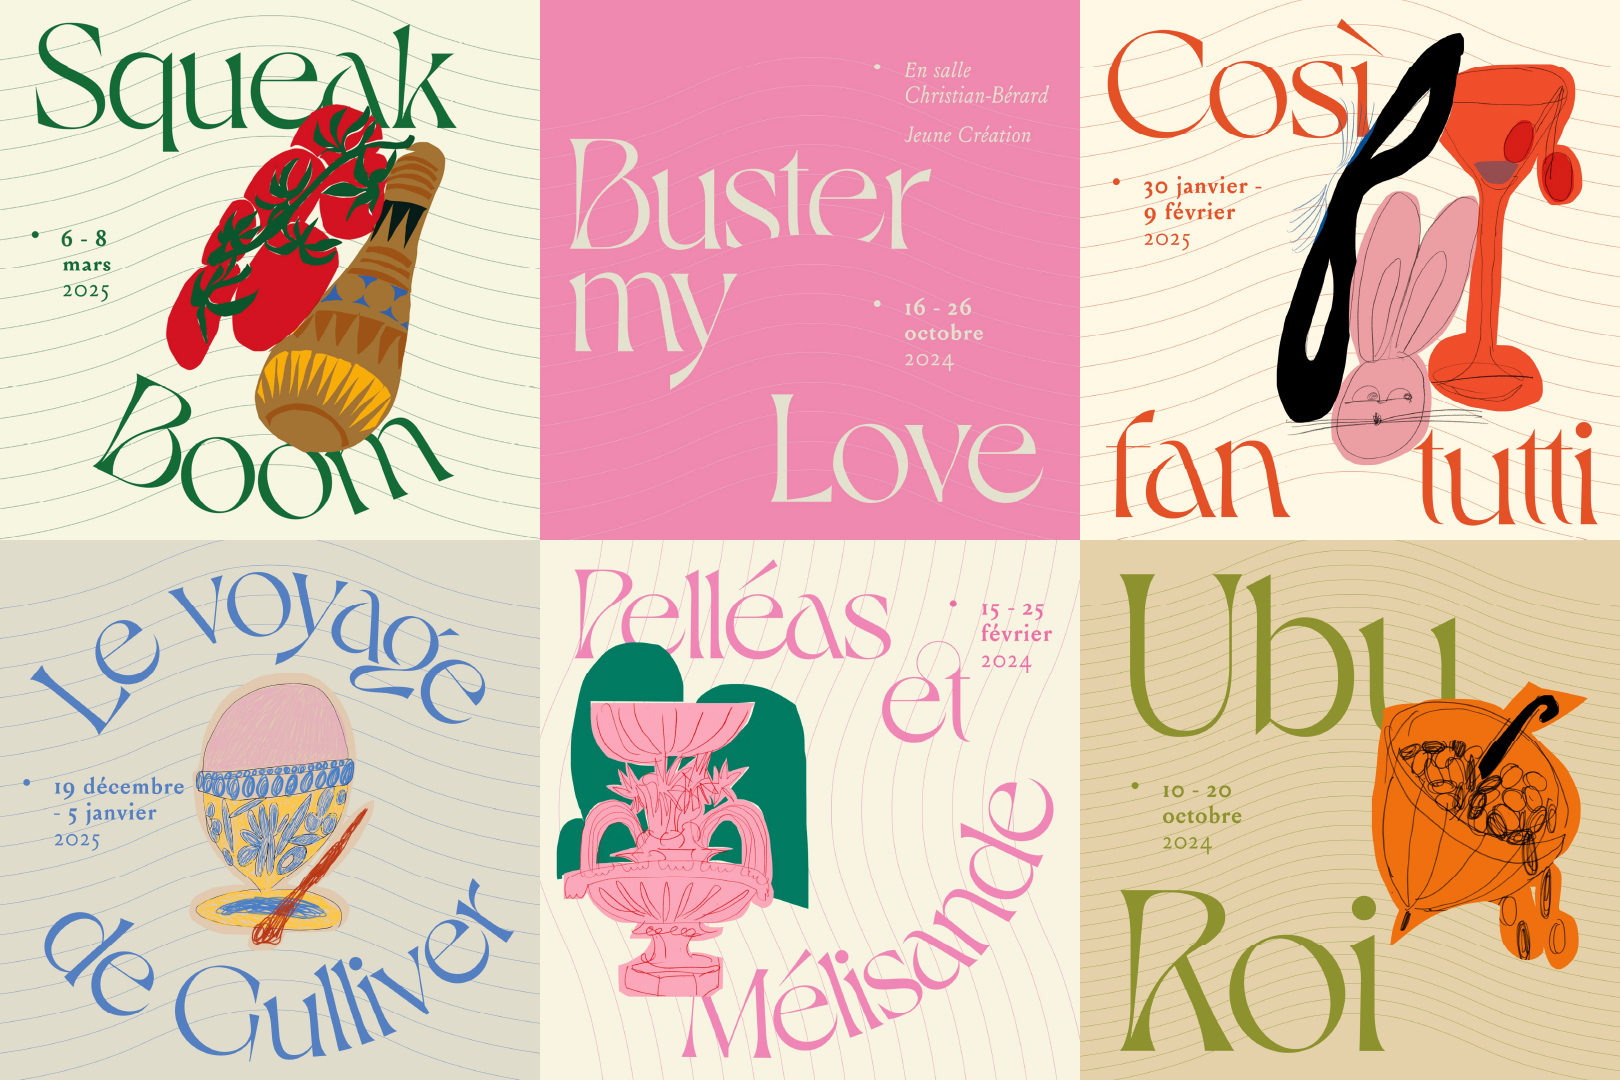 Squeak
6 - 8
mars
2025
Boom
En salle
Christian-Bérard
Jeune Création
Buster
my
16 - 26
octobre
2024
Love
Così
30 janvier -
9 février
2025
fan tutti
Le voyage
19 décembre
- 5 janvier
2025
de Gulliver
Pelléas
15 - 25
février
2024
et
Mélisande
Ubu
10 - 20
octobre
2024
Roi